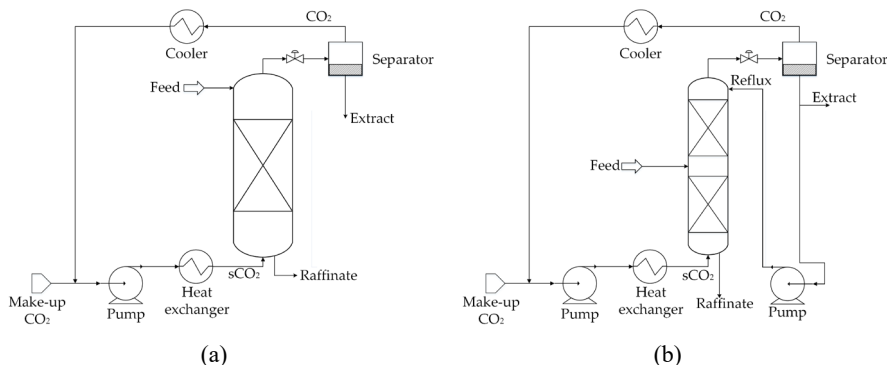 CO₂
Cooler
Separator
Feed
Extract
sCO₂
Raffinate
Make-up
CO₂
Pump
Heat
exchanger
(a)
CO₂
Cooler
Separator
Reflux
Extract
Feed
sCO₂
Raffinate
Make-up
CO₂
Pump
Heat
exchanger
Pump
(b)